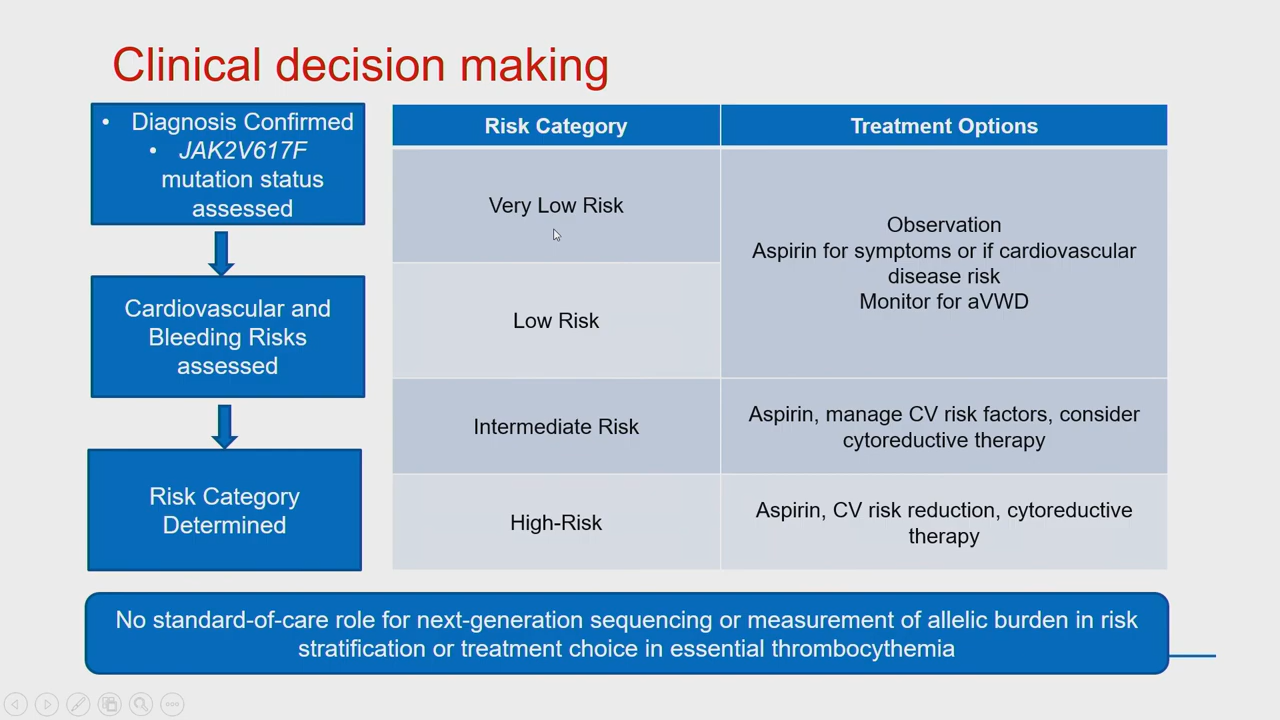 Clinical decision making
• Diagnosis Confirmed
• JAK2V617F
mutation status
assessed
Cardiovascular and
Bleeding Risks
assessed
Risk Category
Determined
Risk Category
Treatment Options
Very Low Risk
Low Risk
Observation
Aspirin for symptoms or if cardiovascular
disease risk
Monitor for aVWD
Intermediate Risk
Aspirin, manage CV risk factors, consider
cytoreductive therapy
High-Risk
Aspirin, CV risk reduction, cytoreductive
therapy
No standard-of-care role for next-generation sequencing or measurement of allelic burden in risk
stratification or treatment choice in essential thrombocythemia